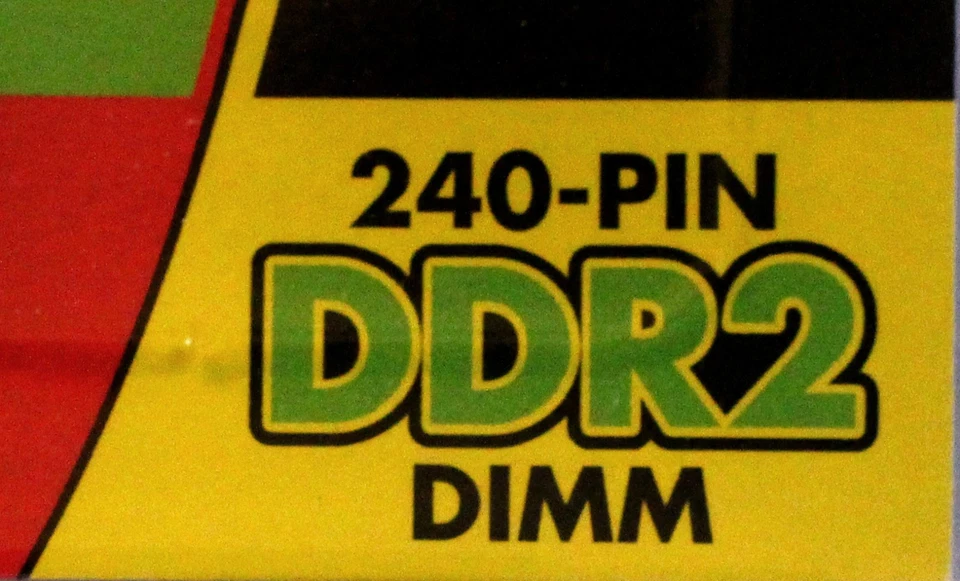 240-PIN
DDR2
DIMM